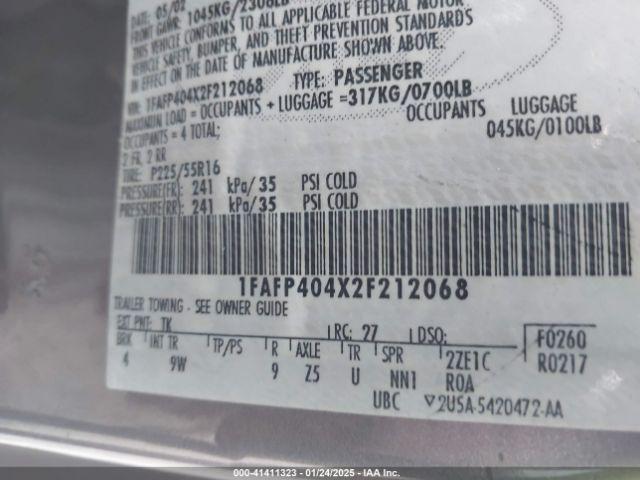 DATE: 05/02
FRONT GAWR: 1045KG/2306LB
THIS VEHICLE CONFORMS TO ALL APPLICABLE FEDERAL MOTOR
VEHICLE SAFETY, BUMPER, AND THEFT PREVENTION STANDARDS
IN EFFECT ON THE DATE OF MANUFACTURE SHOWN ABOVE.
VIN: 1FAFP404X2F212068 TYPE: PASSENGER
MAXIMUM LOAD = OCCUPANTS + LUGGAGE =317KG/0700LB
OCCUPANTS = 4 TOTAL; OCCUPANTS LUGGAGE
2 FR, 2 RR 045KG/0100LB
TIRE: P225/55R16
PRESSURE(FR): 241 kPa/35 PSI COLD
PRESSURE(RR): 241 kPa/35 PSI COLD
1FAFP404X2F212068
TRAILER TOWING - SEE OWNER GUIDE
EXT PNT: TK RC: 27 DSO: F0260
BRK INT TR TP/PS R AXLE TR SPR 2ZE1C R0217
4 9W 9 Z5 U NN1 ROA
UBC 2U5A-5420472-AA
000-41411323 - 01/24/2025 - IAA Inc.